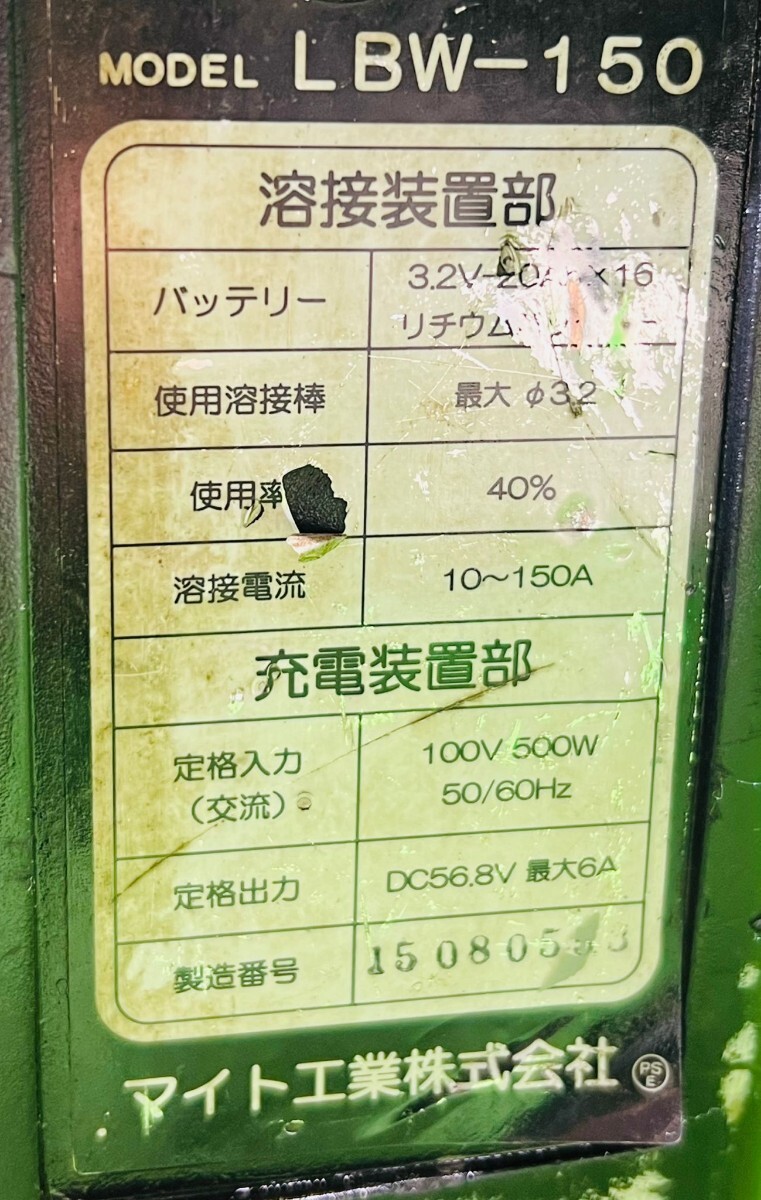 MODEL LBW-150
溶接装置部
バッテリー
3.2V-20A ×16
リチウム
使用溶接棒
最大 φ3.2
使用率
40%
溶接電流
10～150A
充電装置部
定格入力
（交流）
100V 500W
50/60Hz
定格出力
DC56.8V 最大6A
製造番号
150805
マイト工業株式会社
PS
E